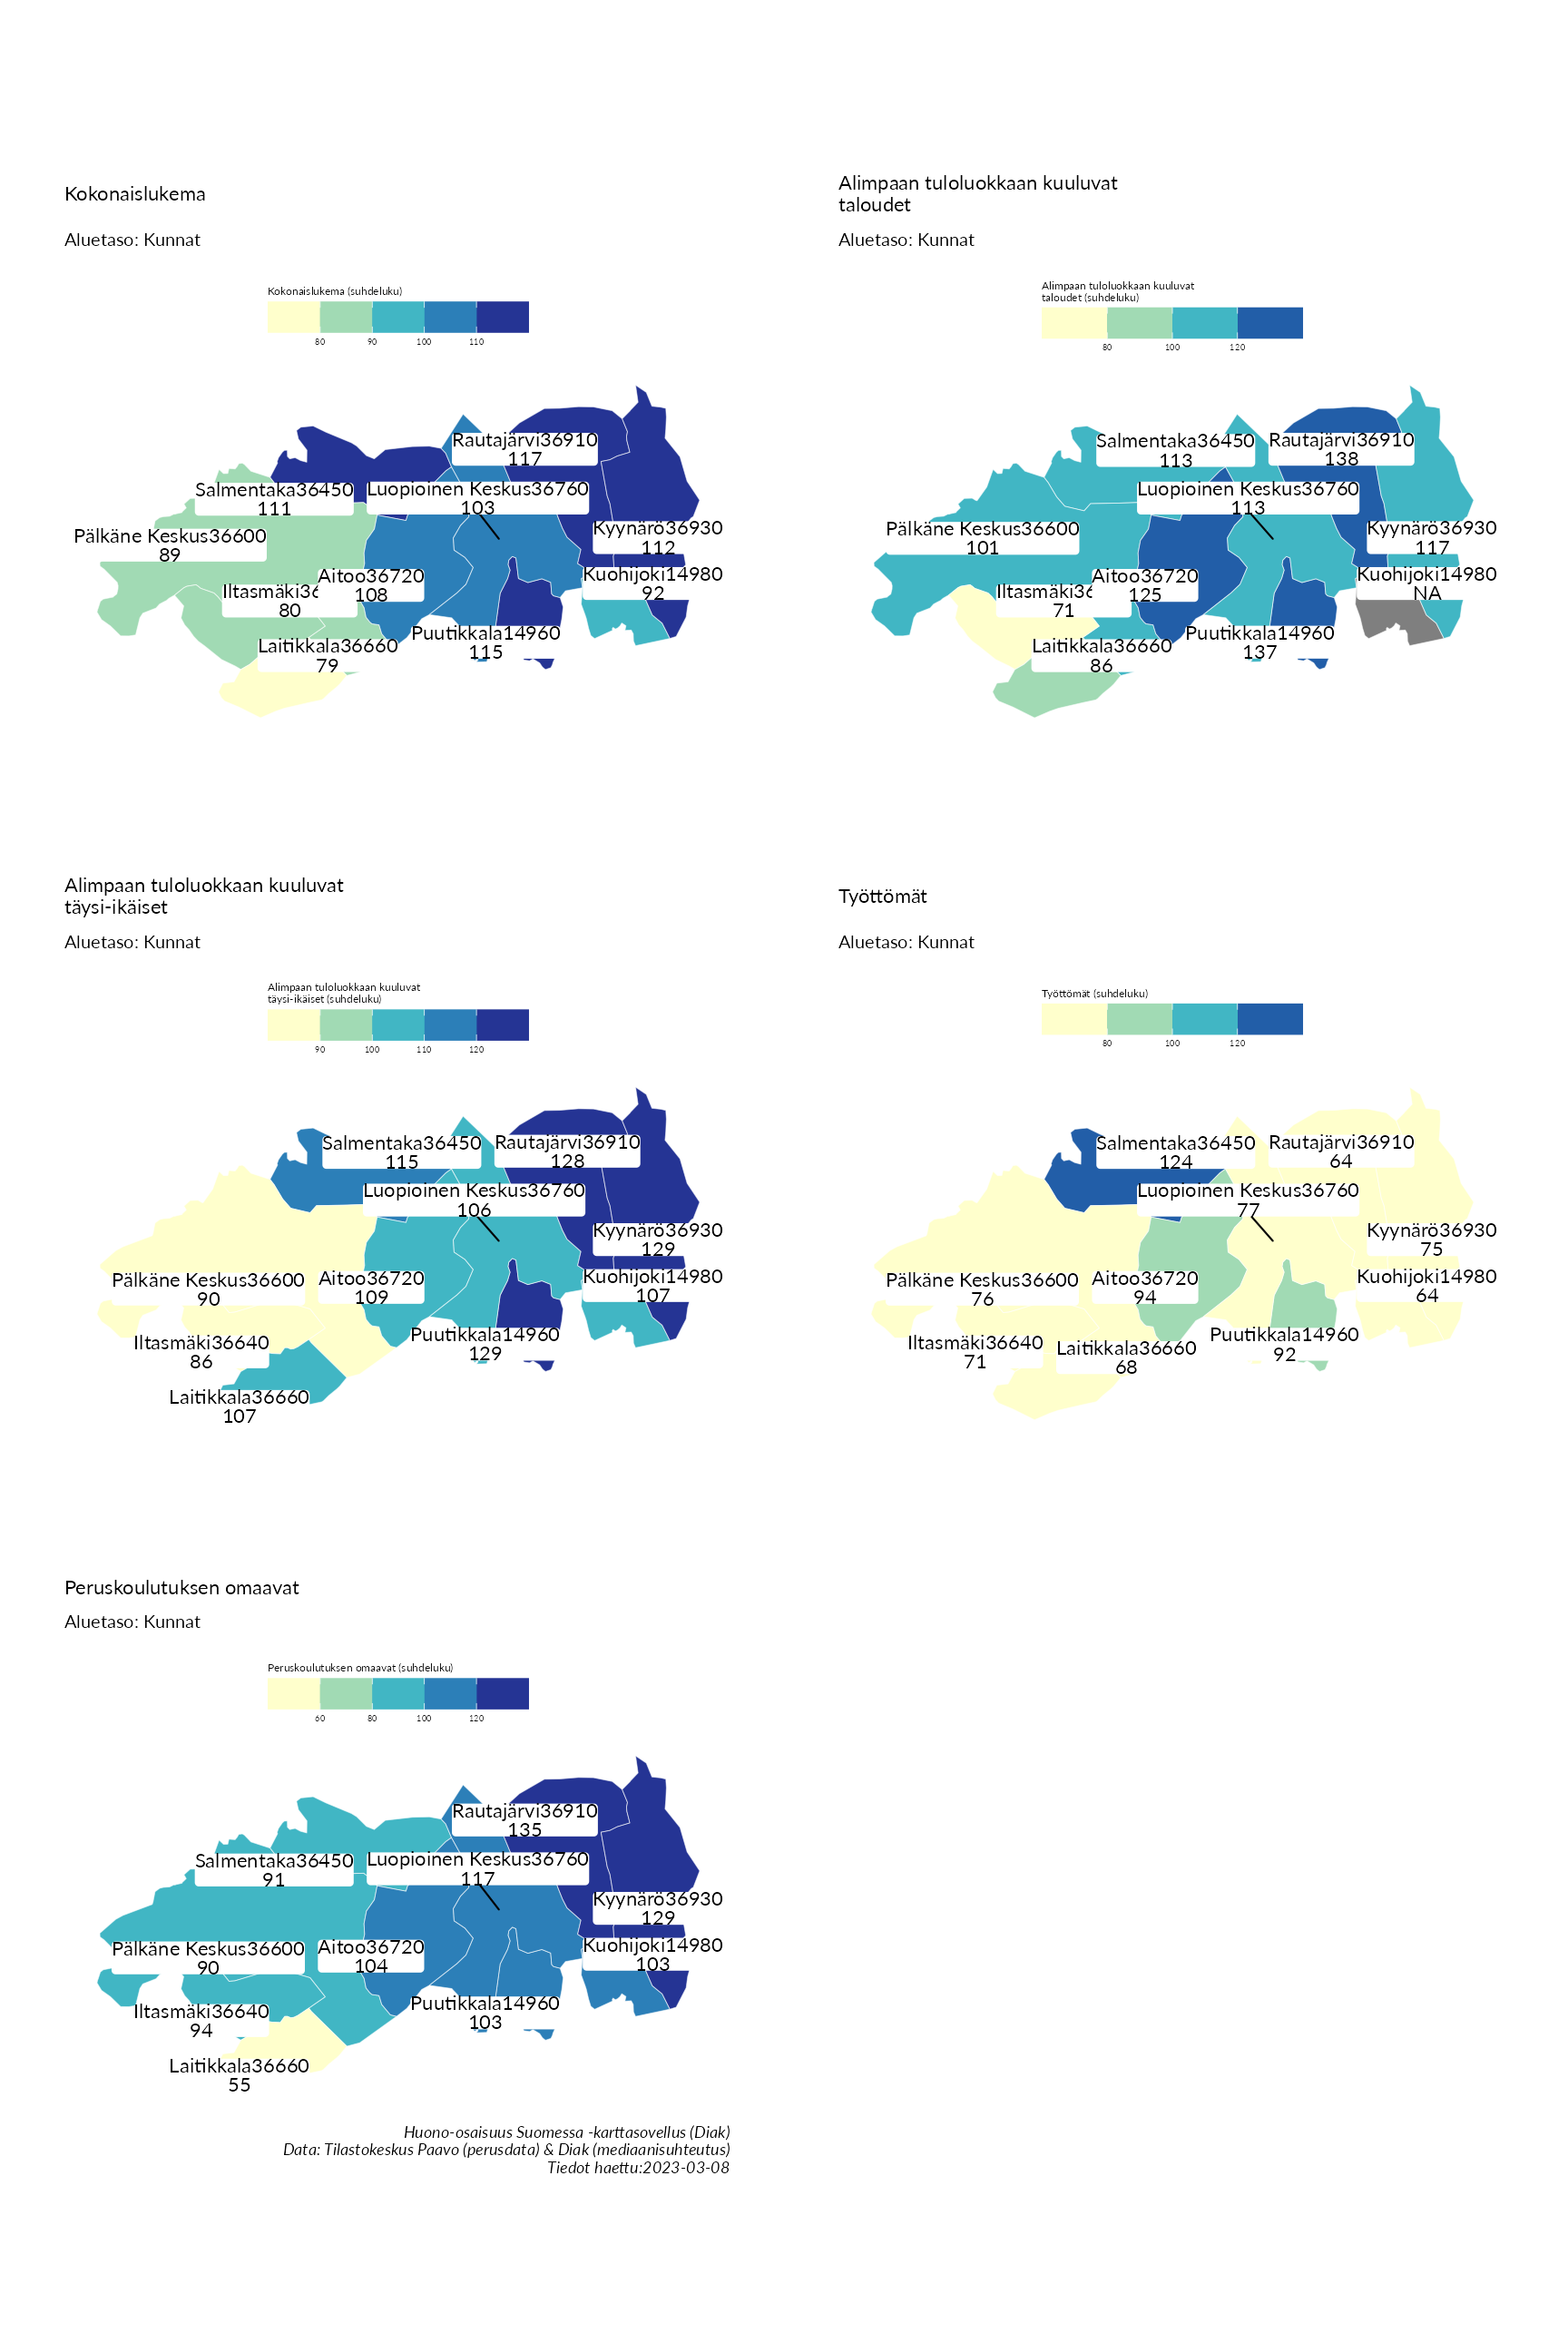 Kokonaislukema
Aluetaso: Kunnat
Kokonaislukema (suhdeluku)
80 90 100 110
Rautajärvi36910
117
Salmentaka36450
111
Luopioinen Keskus36760
103
Pälkäne Keskus36600
89
Kyynärö36930
112
Iltasmäki36
80
Aitoo36720
108
Kuohijoki14980
92
Laitikkala36660
79
Puutikkala14960
115
Alimpaan tuloluokkaan kuuluvat
taloudet
Aluetaso: Kunnat
Alimpaan tuloluokkaan kuuluvat
taloudet (suhdeluku)
80 100 120
Salmentaka36450
113
Rautajärvi36910
138
Luopioinen Keskus36760
113
Pälkäne Keskus36600
101
Kyynärö36930
117
Iltasmäki36
71
Aitoo36720
125
Kuohijoki14980
NA
Laitikkala36660
86
Puutikkala14960
137
Alimpaan tuloluokkaan kuuluvat
täysi-ikäiset
Aluetaso: Kunnat
Alimpaan tuloluokkaan kuuluvat
täysi-ikäiset (suhdeluku)
90 100 110 120
Salmentaka36450
115
Rautajärvi36910
128
Luopioinen Keskus36760
106
Kyynärö36930
129
Pälkäne Keskus36600
90
Aitoo36720
109
Kuohijoki14980
107
Iltasmäki36640
86
Puutikkala14960
129
Laitikkala36660
107
Työttömät
Aluetaso: Kunnat
Työttömät (suhdeluku)
80 100 120
Salmentaka36450
124
Rautajärvi36910
64
Luopioinen Keskus36760
77
Kyynärö36930
75
Pälkäne Keskus36600
76
Aitoo36720
94
Kuohijoki14980
64
Iltasmäki36640
71
Laitikkala36660
68
Puutikkala14960
92
Peruskoulutuksen omaavat
Aluetaso: Kunnat
Peruskoulutuksen omaavat (suhdeluku)
60 80 100 120
Rautajärvi36910
135
Salmentaka36450
91
Luopioinen Keskus36760
117
Kyynärö36930
129
Pälkäne Keskus36600
90
Aitoo36720
104
Kuohijoki14980
103
Iltasmäki36640
94
Puutikkala14960
103
Laitikkala36660
55
Huono-osaisuus Suomessa -karttasovellus (Diak)
Data: Tilastokeskus Paavo (perusdata) & Diak (mediaanisuhteutus)
Tiedot haettu:2023-03-08